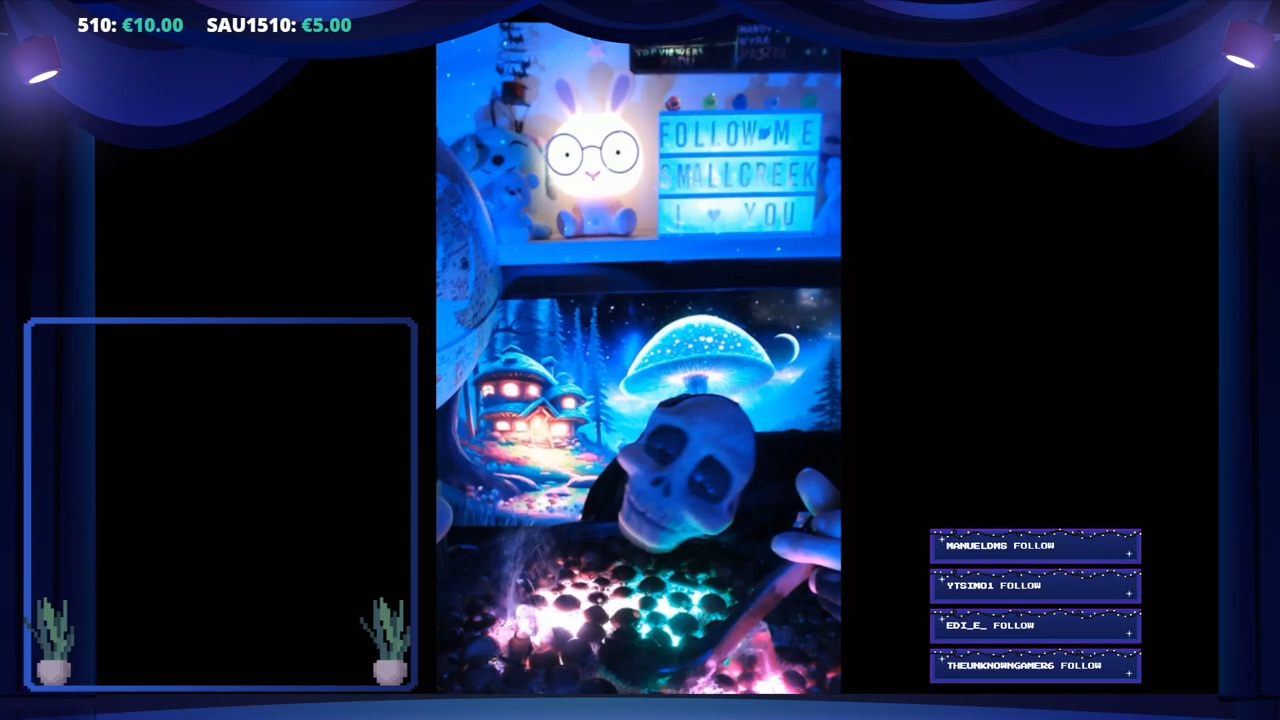 510: €10.00 SAU1510: €5.00
TOP VIEWERS
FOLLOW M E
SMALLCREEK
I ♥ YOU
MANUELDMS FOLLOW
YTSIMO1 FOLLOW
EDI_E_ FOLLOW
THEUNKNOWNGAMER6 FOLLOW